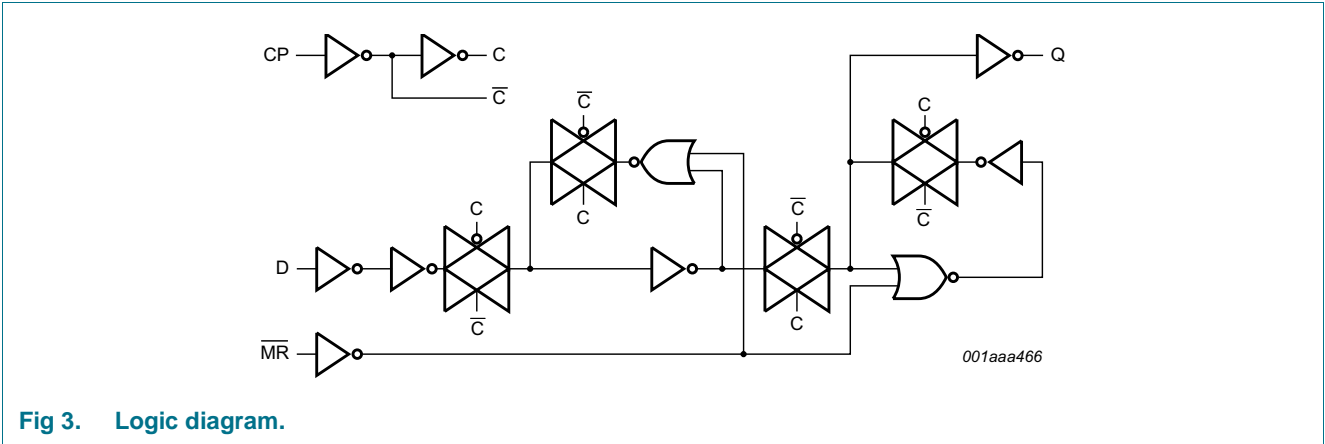 CP
C
C̅
Q
C̅
C
C
C̅
C
C̅
D
C̅
C
M̅R̅
001aaa466
Fig 3. Logic diagram.